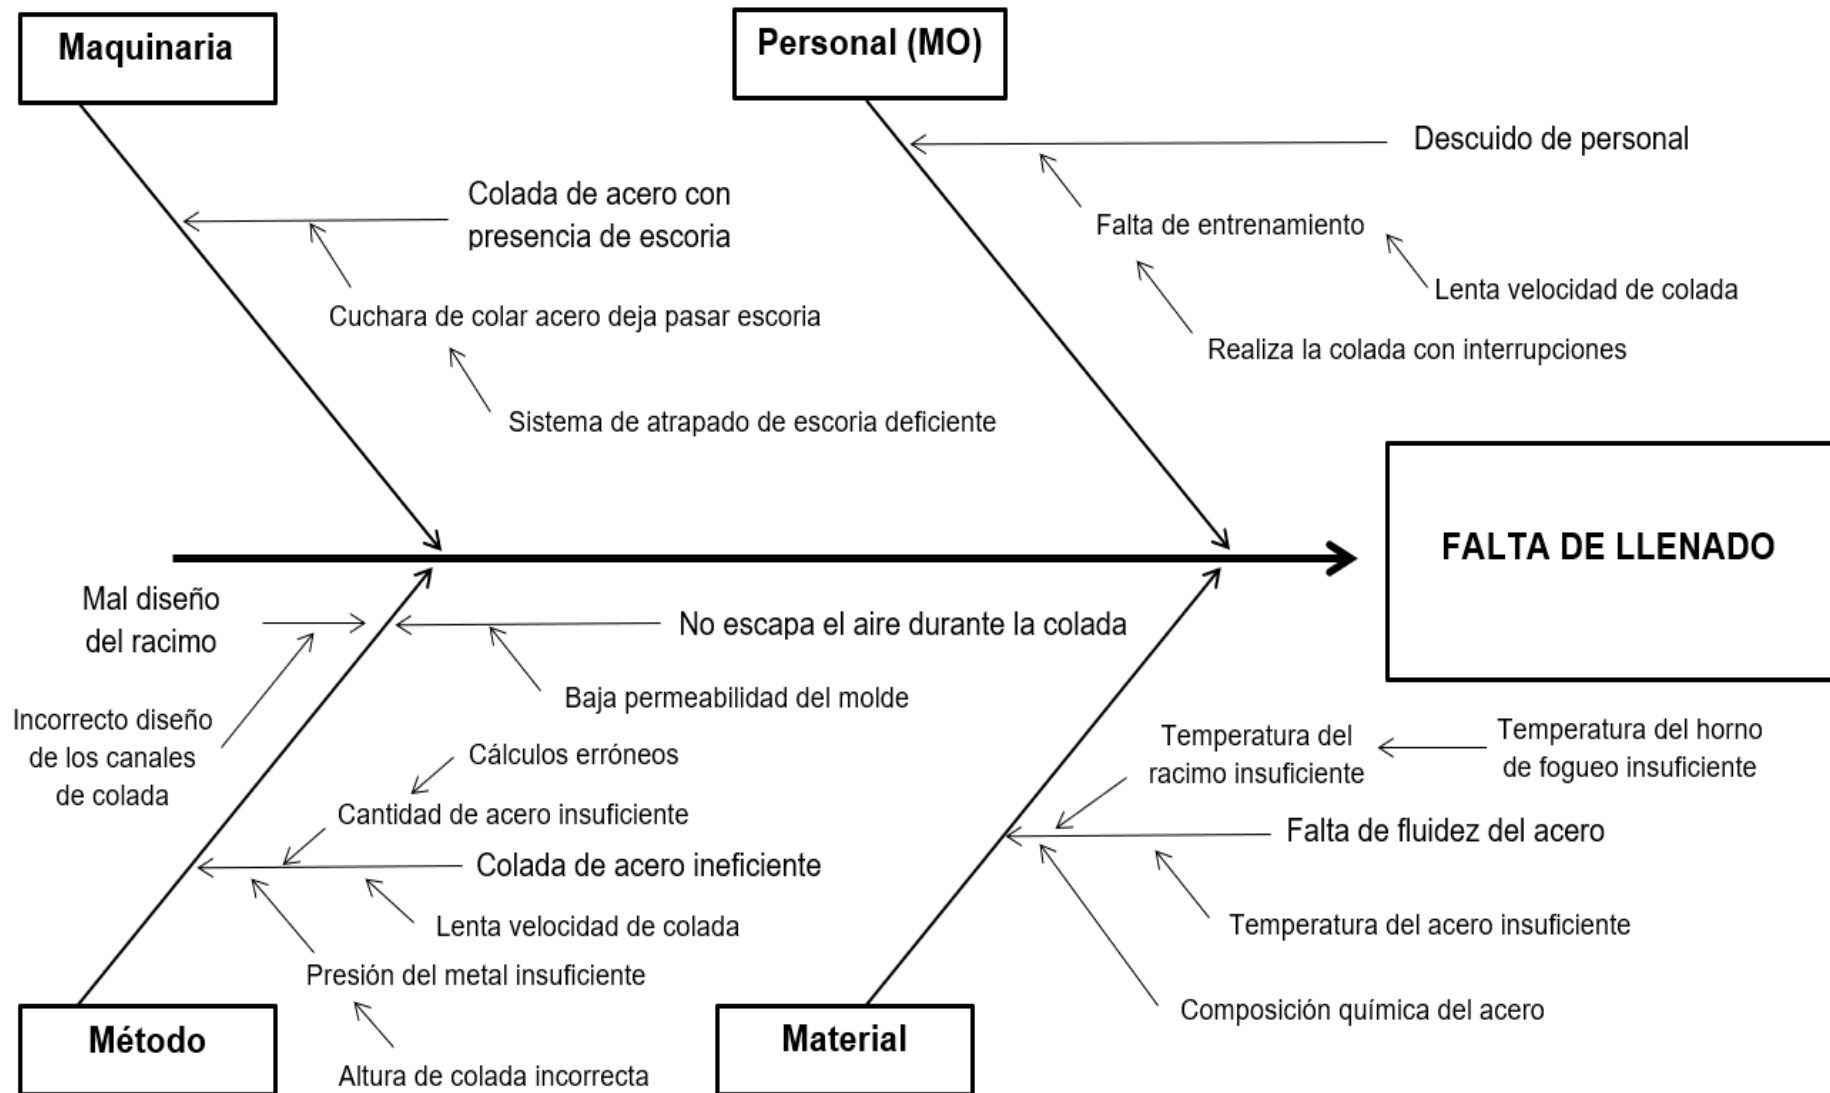 Maquinaria
Personal (MO)
Descuido de personal
Colada de acero con
presencia de escoria
Falta de entrenamiento
Lenta velocidad de colada
Cuchara de colar acero deja pasar escoria
Realiza la colada con interrupciones
Sistema de atrapado de escoria deficiente
FALTA DE LLENADO
Mal diseño
del racimo
No escapa el aire durante la colada
Baja permeabilidad del molde
Incorrecto diseño
de los canales
de colada
Cálculos erróneos
Cantidad de acero insuficiente
Colada de acero ineficiente
Lenta velocidad de colada
Presión del metal insuficiente
Altura de colada incorrecta
Temperatura del
racimo insuficiente
Temperatura del horno
de fogueo insuficiente
Falta de fluidez del acero
Temperatura del acero insuficiente
Composición química del acero
Método
Material